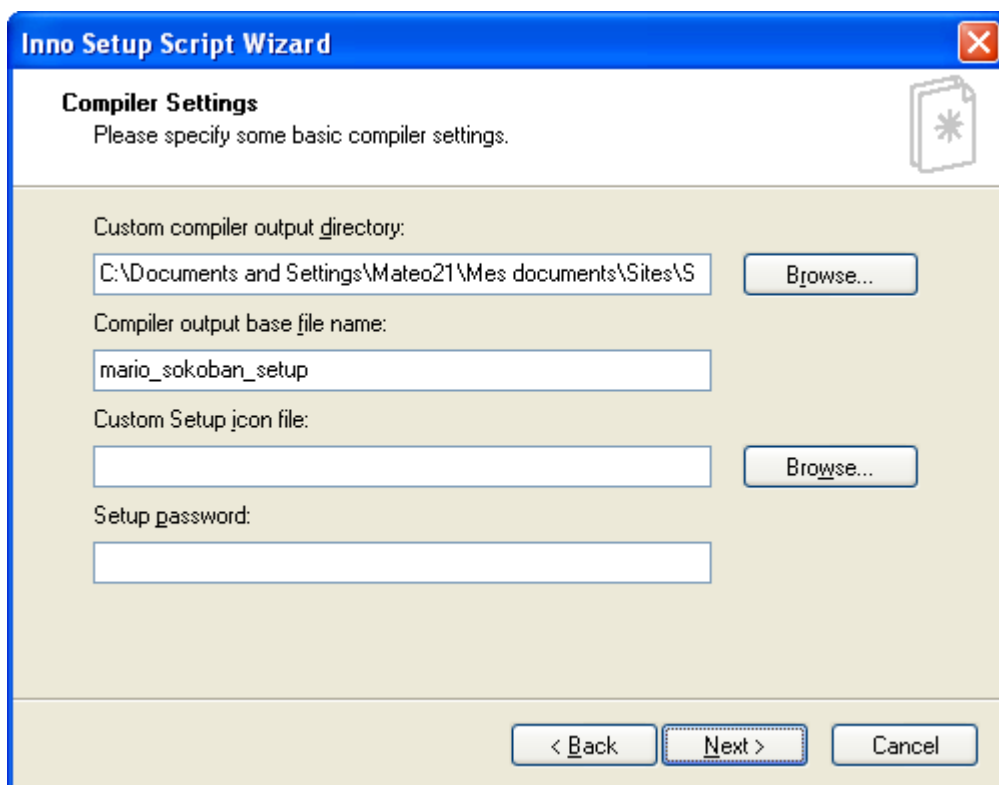 Inno Setup Script Wizard
Compiler Settings
Please specify some basic compiler settings.
Custom compiler output directory:
C:\Documents and Settings\Mateo21\Mes documents\Sites\S
Browse...
Compiler output base file name:
mario_sokoban_setup
Custom Setup icon file:
Browse...
Setup password:
< Back
Next >
Cancel